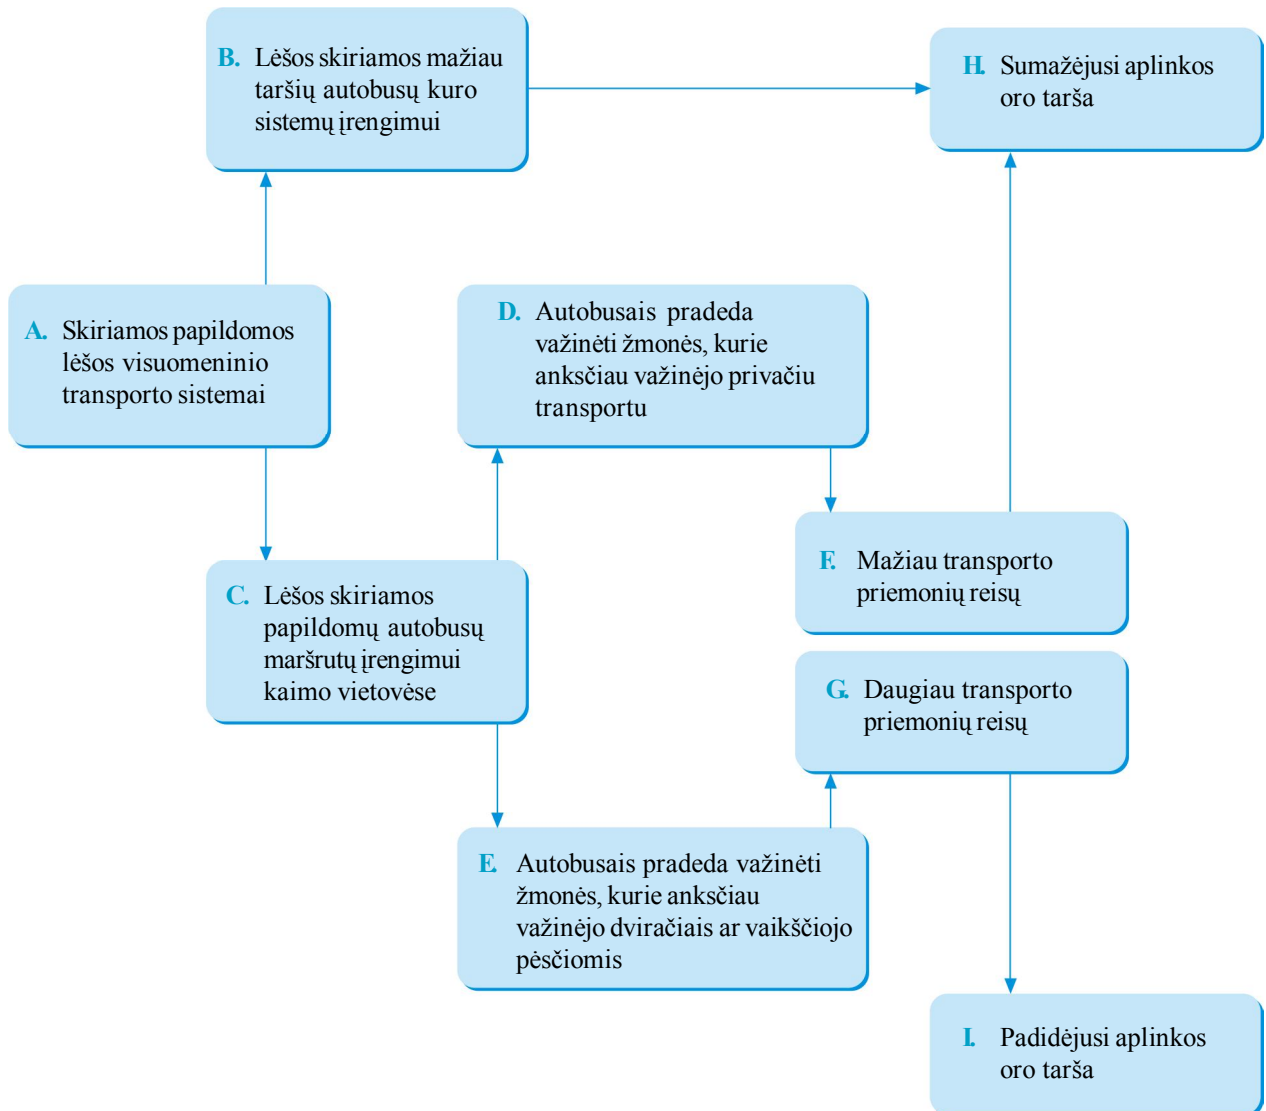 B. Lėšos skiriamos mažiau
taršių autobusų kuro
sistemų įrengimui
H. Sumažėjusi aplinkos
oro tarša
A. Skiriamos papildomos
lėšos visuomeninio
transporto sistemai
D. Autobusais pradeda
važinėti žmonės, kurie
anksčiau važinėjo privačiu
transportu
F. Mažiau transporto
priemonių reisų
C. Lėšos skiriamos
papildomų autobusų
maršrutų įrengimui
kaimo vietovėse
G. Daugiau transporto
priemonių reisų
E. Autobusais pradeda važinėti
žmonės, kurie anksčiau
važinėjo dviračiais ar vaikščiojo
pėsčiomis
I. Padidėjusi aplinkos
oro tarša